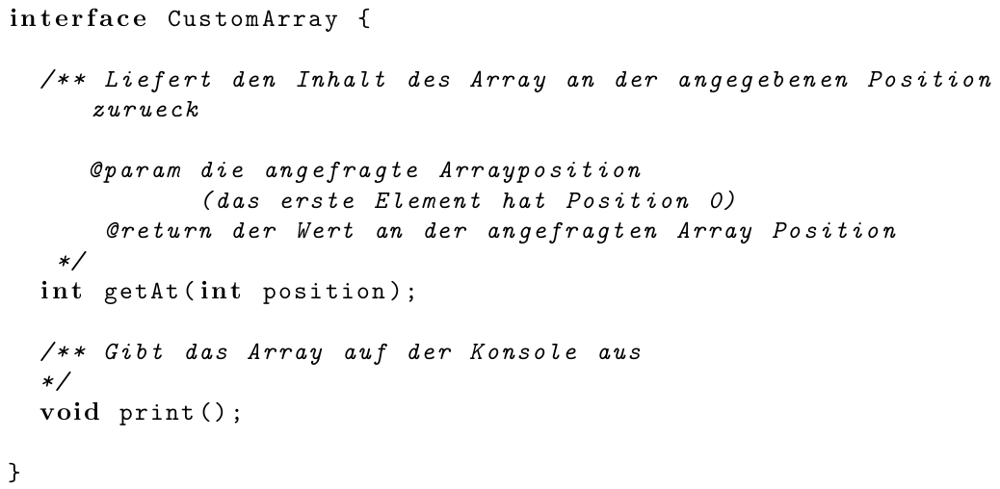 interface CustomArray {
/** Liefert den Inhalt des Array an der angegebenen Position
zurueck
@param die angefragte Arrayposition
(das erste Element hat Position 0)
@return der Wert an der angefragten Array Position
*/
int getAt(int position);
/** Gibt das Array auf der Konsole aus
*/
void print();
}